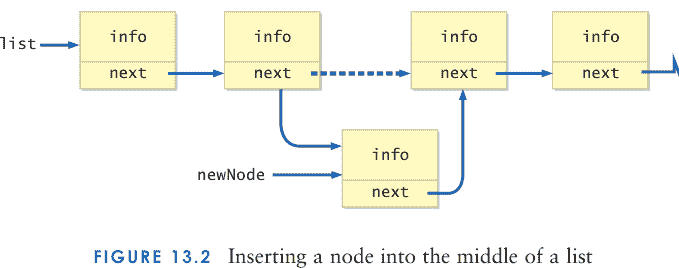 info info info info
list next next next next
info
newNode
next
FIGURE 13.2 Inserting a node into the middle of a list